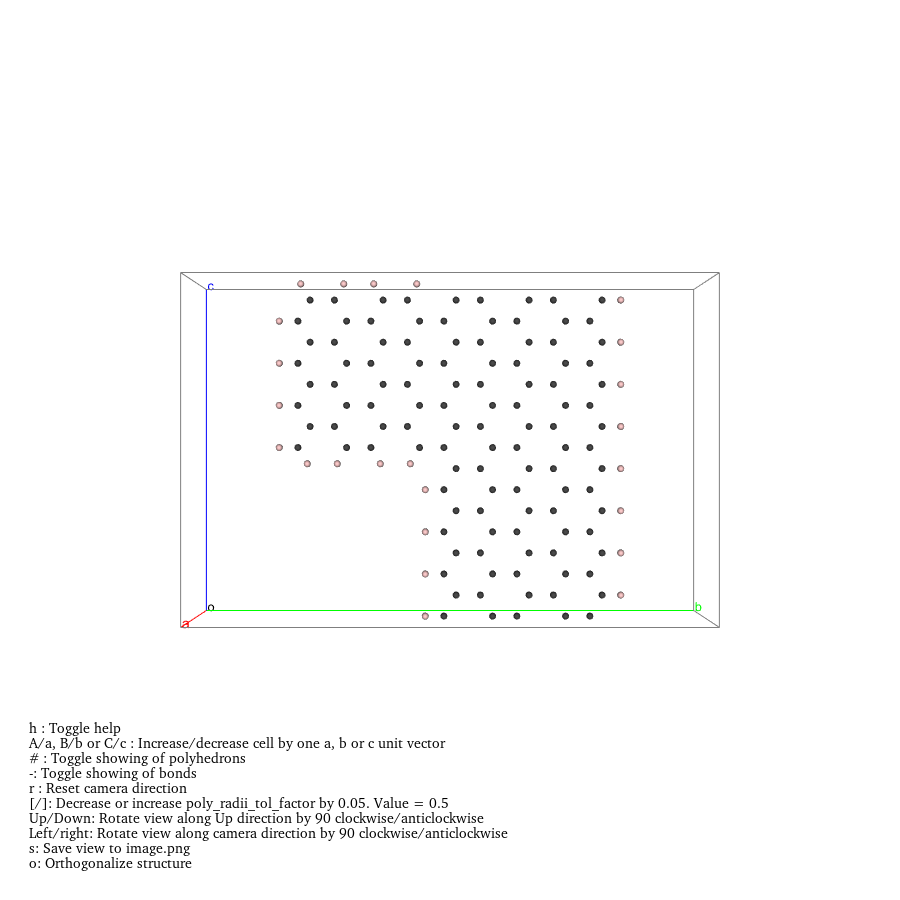 c
o
b
a
h : Toggle help
A/a, B/b or C/c : Increase/decrease cell by one a, b or c unit vector
# : Toggle showing of polyhedrons
-: Toggle showing of bonds
r : Reset camera direction
[/]: Decrease or increase poly_radii_tol_factor by 0.05. Value = 0.5
Up/Down: Rotate view along Up direction by 90 clockwise/anticlockwise
Left/right: Rotate view along camera direction by 90 clockwise/anticlockwise
s: Save view to image.png
o: Orthogonalize structure